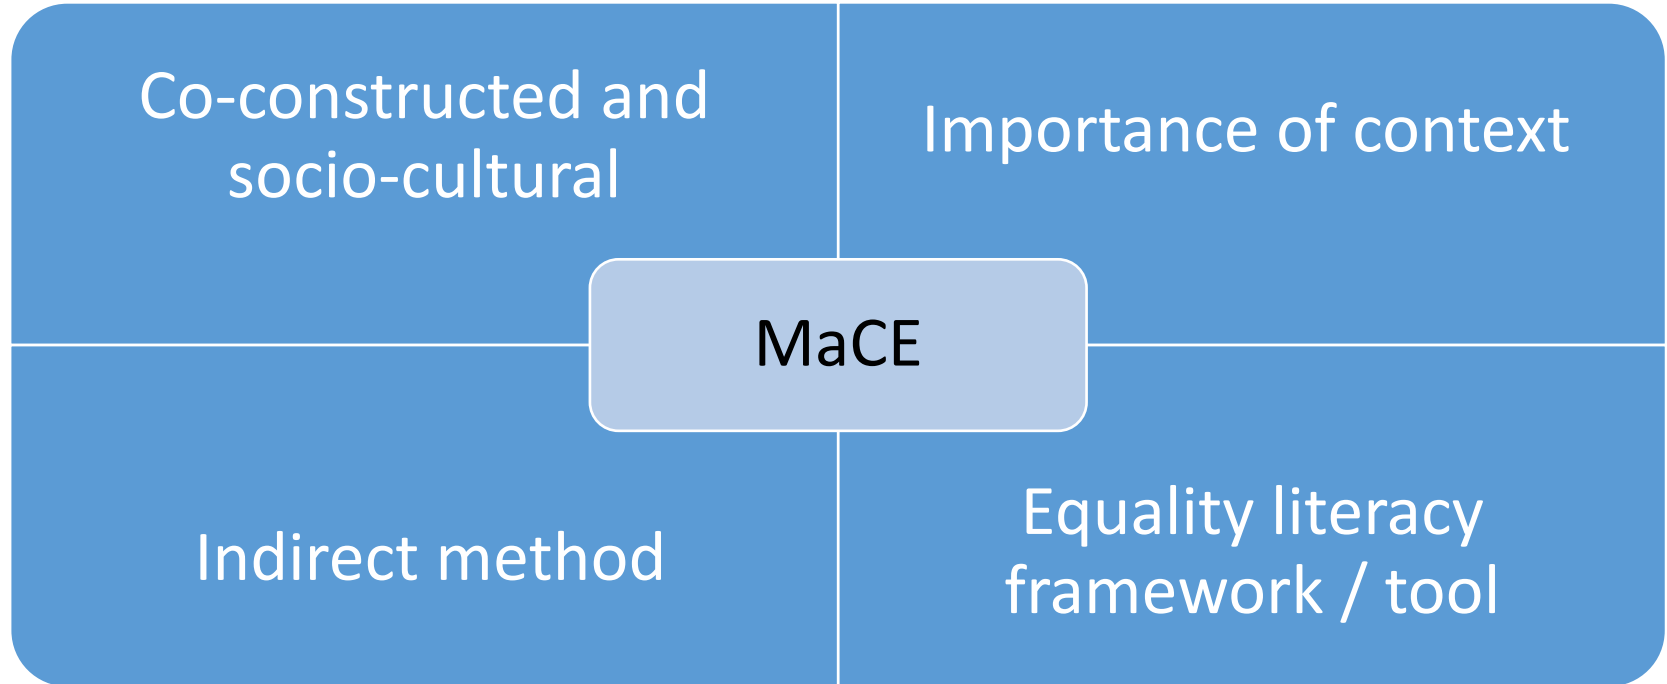 Co-constructed and
socio-cultural
Importance of context
MaCE
Indirect method
Equality literacy
framework / tool